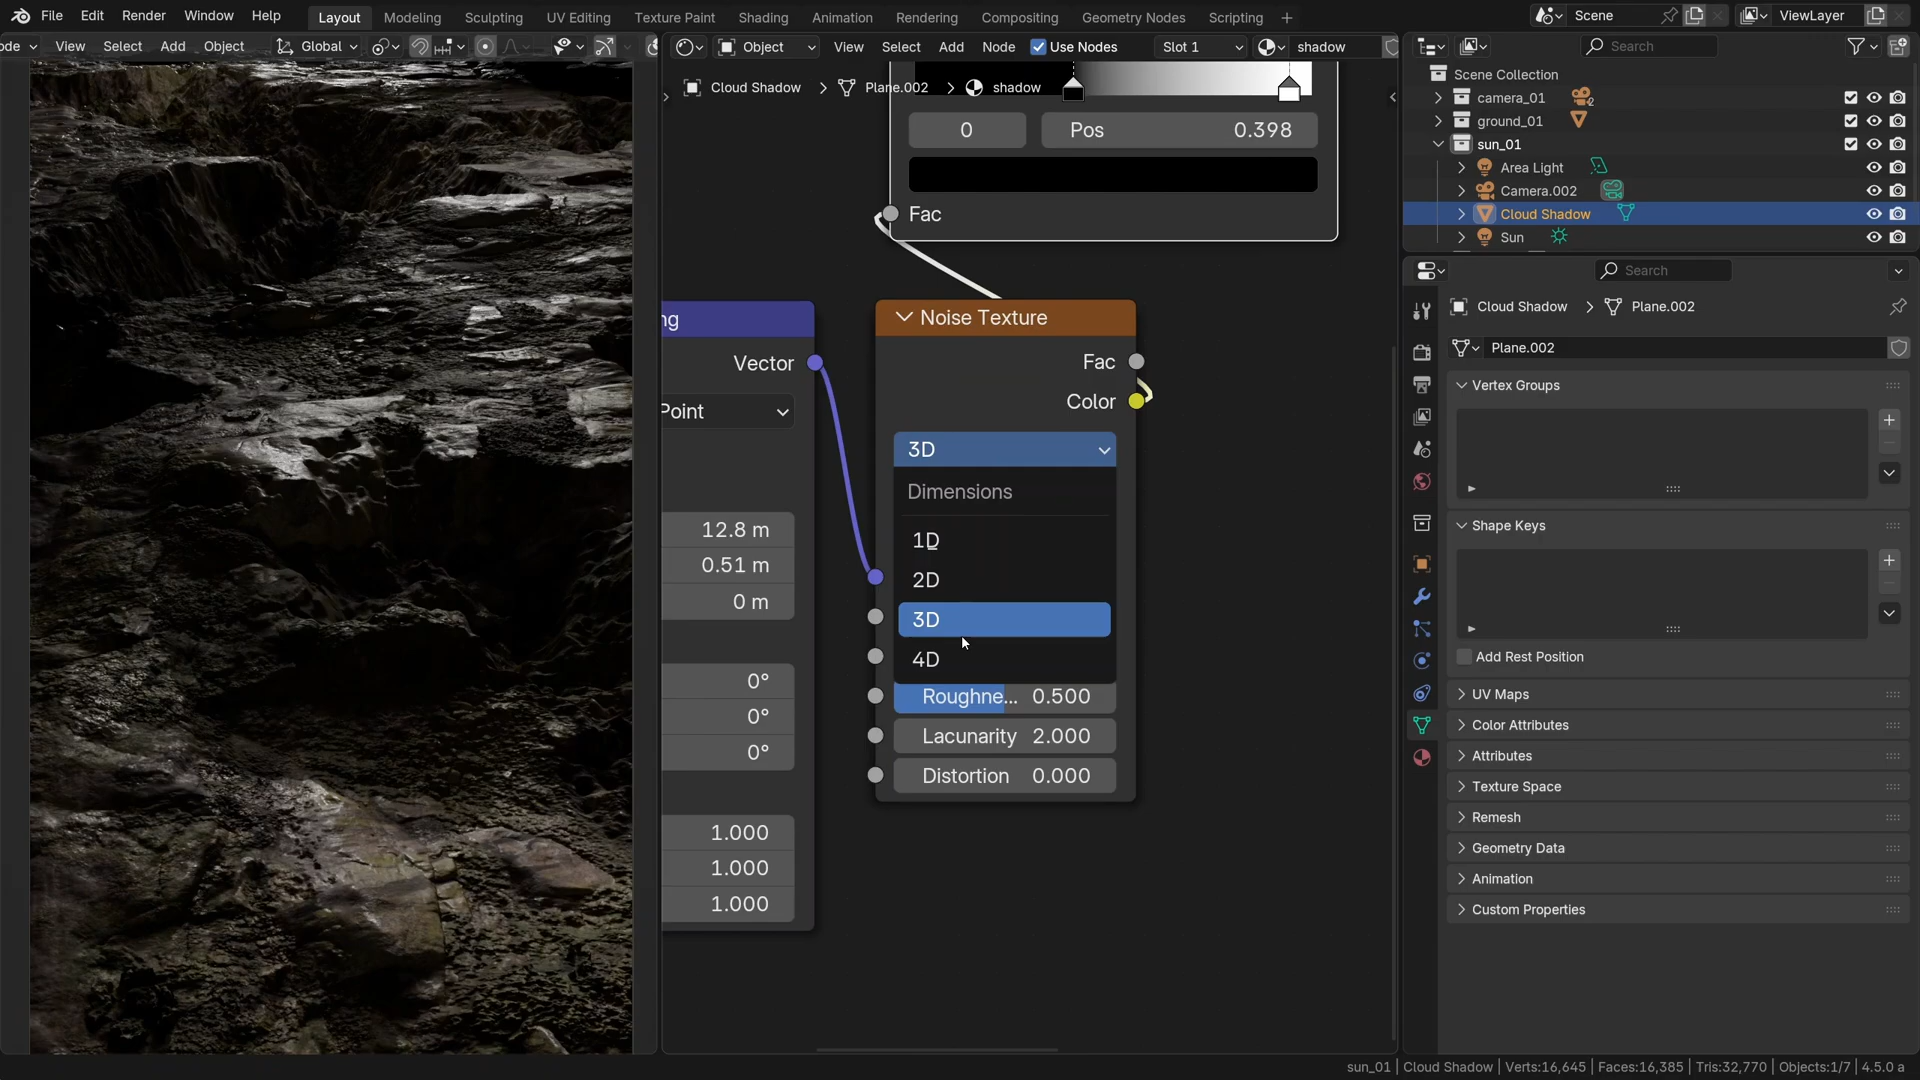 File Edit Render Window Help Layout Modeling Sculpting UV Editing Texture Paint Shading Animation Rendering Compositing Geometry Nodes Scripting + Scene ViewLayer
ode View Select Add Object Global
Object View Select Add Node Use Nodes Slot 1 shadow
Cloud Shadow > Plane.002 > shadow
0 Pos 0.398
Fac
ng
Vector
Point
12.8 m
0.51 m
0 m
0°
0°
0°
1.000
1.000
1.000
Noise Texture
Fac
Color
3D
Dimensions
1D
2D
3D
4D
Roughne... 0.500
Lacunarity 2.000
Distortion 0.000
Search
Scene Collection
camera_01 2
ground_01
sun_01
Area Light
Camera.002
Cloud Shadow
Sun
Search
Cloud Shadow > Plane.002
Plane.002
Vertex Groups
Shape Keys
Add Rest Position
UV Maps
Color Attributes
Attributes
Texture Space
Remesh
Geometry Data
Animation
Custom Properties
sun_01 | Cloud Shadow | Verts:16,645 | Faces:16,385 | Tris:32,770 | Objects:1/7 | 4.5.0 a